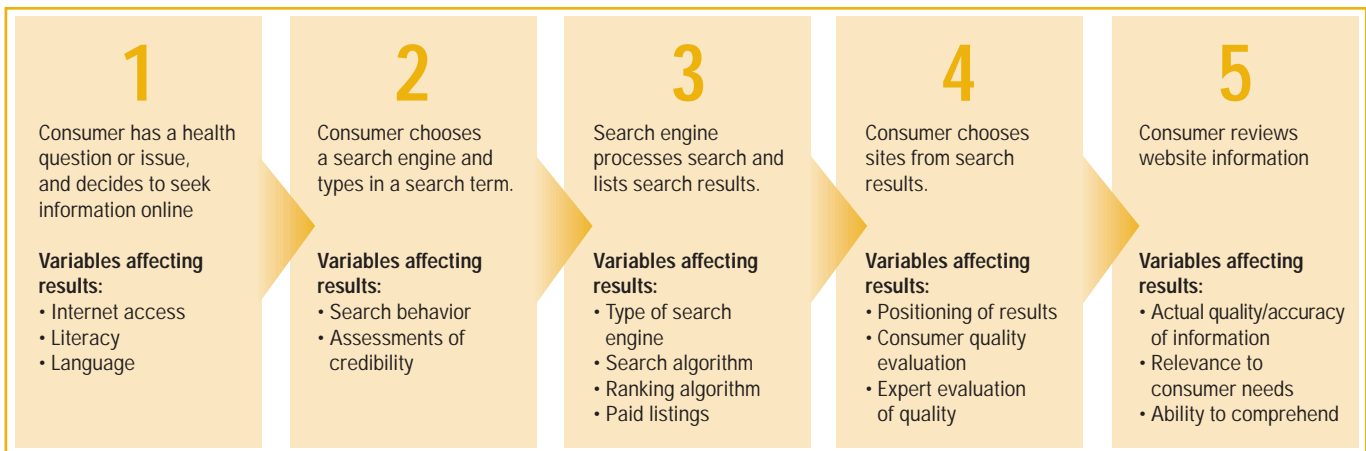 1
Consumer has a health
question or issue,
and decides to seek
information online
Variables affecting
results:
• Internet access
• Literacy
• Language
2
Consumer chooses
a search engine and
types in a search term.
Variables affecting
results:
• Search behavior
• Assessments of
credibility
3
Search engine
processes search and
lists search results.
Variables affecting
results:
• Type of search
engine
• Search algorithm
• Ranking algorithm
• Paid listings
4
Consumer chooses
sites from search
results.
Variables affecting
results:
• Positioning of results
• Consumer quality
evaluation
• Expert evaluation
of quality
5
Consumer reviews
website information
Variables affecting
results:
• Actual quality/accuracy
of information
• Relevance to
consumer needs
• Ability to comprehend